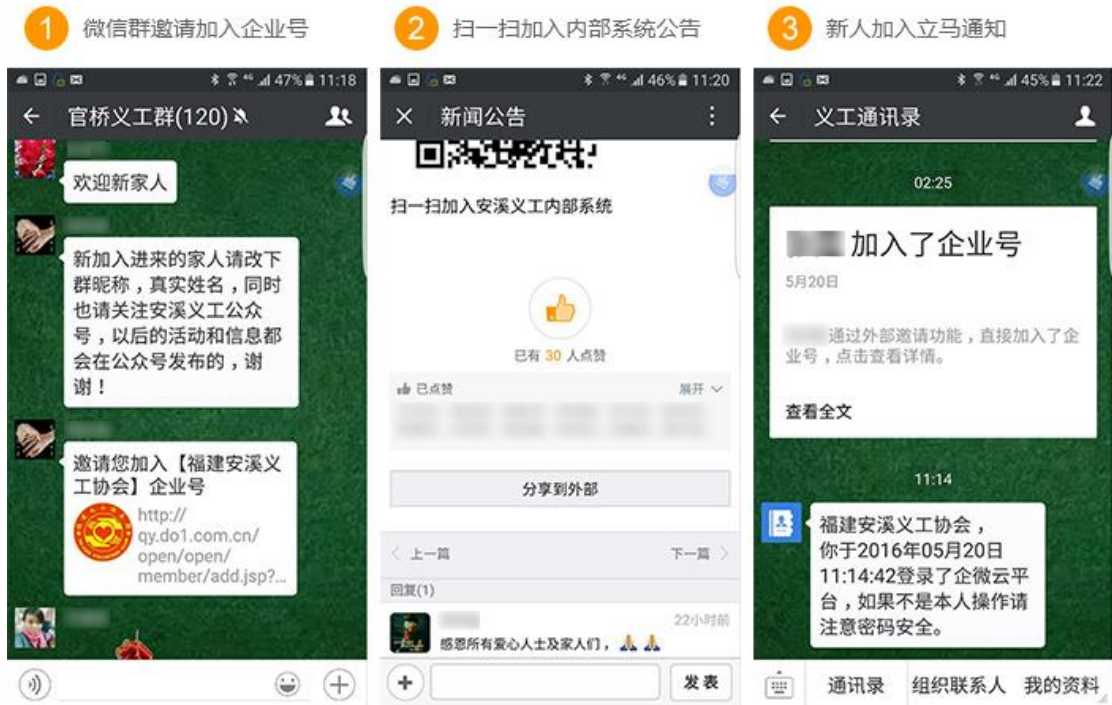 1 微信群邀请加入企业号
47% 11:18
官桥义工群(120)
欢迎新家人
新加入进来的家人请改下
群昵称，真实姓名，同时
也请关注安溪义工公众
号，以后的活动和信息都
会在公众号发布的，谢
谢！
邀请您加入【福建安溪义
工协会】企业号
http://
qy.do1.com.cn/
open/open/
member/add.jsp?...
2 扫一扫加入内部系统公告
46% 11:20
新闻公告
扫一扫加入安溪义工内部系统
已有 30 人点赞
已点赞 展开
分享到外部
上一篇 下一篇
回复(1)
22小时前
感恩所有爱心人士及家人们，
发表
3 新人加入立马通知
45% 11:22
义工通讯录
02:25
加入了企业号
5月20日
通过外部邀请功能，直接加入了企
业号，点击查看详情。
查看全文
11:14
福建安溪义工协会，
你于2016年05月20日
11:14:42登录了企微云平
台，如果不是本人操作请
注意密码安全。
通讯录 组织联系人 我的资料